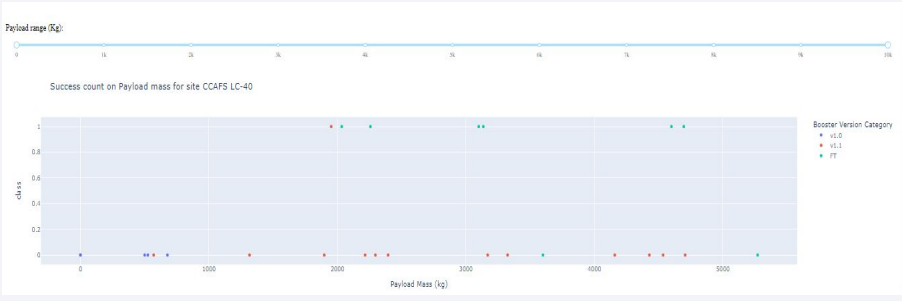 Payload range (Kg):
0 1k 2k 3k 4k 5k 6k 7k 8k 9k 10k
Success count on Payload mass for site CCAFS LC-40
Booster Version Category
v1.0
v1.1
FT
class
1
0.8
0.6
0.4
0.2
0
0 1000 2000 3000 4000 5000
Payload Mass (kg)